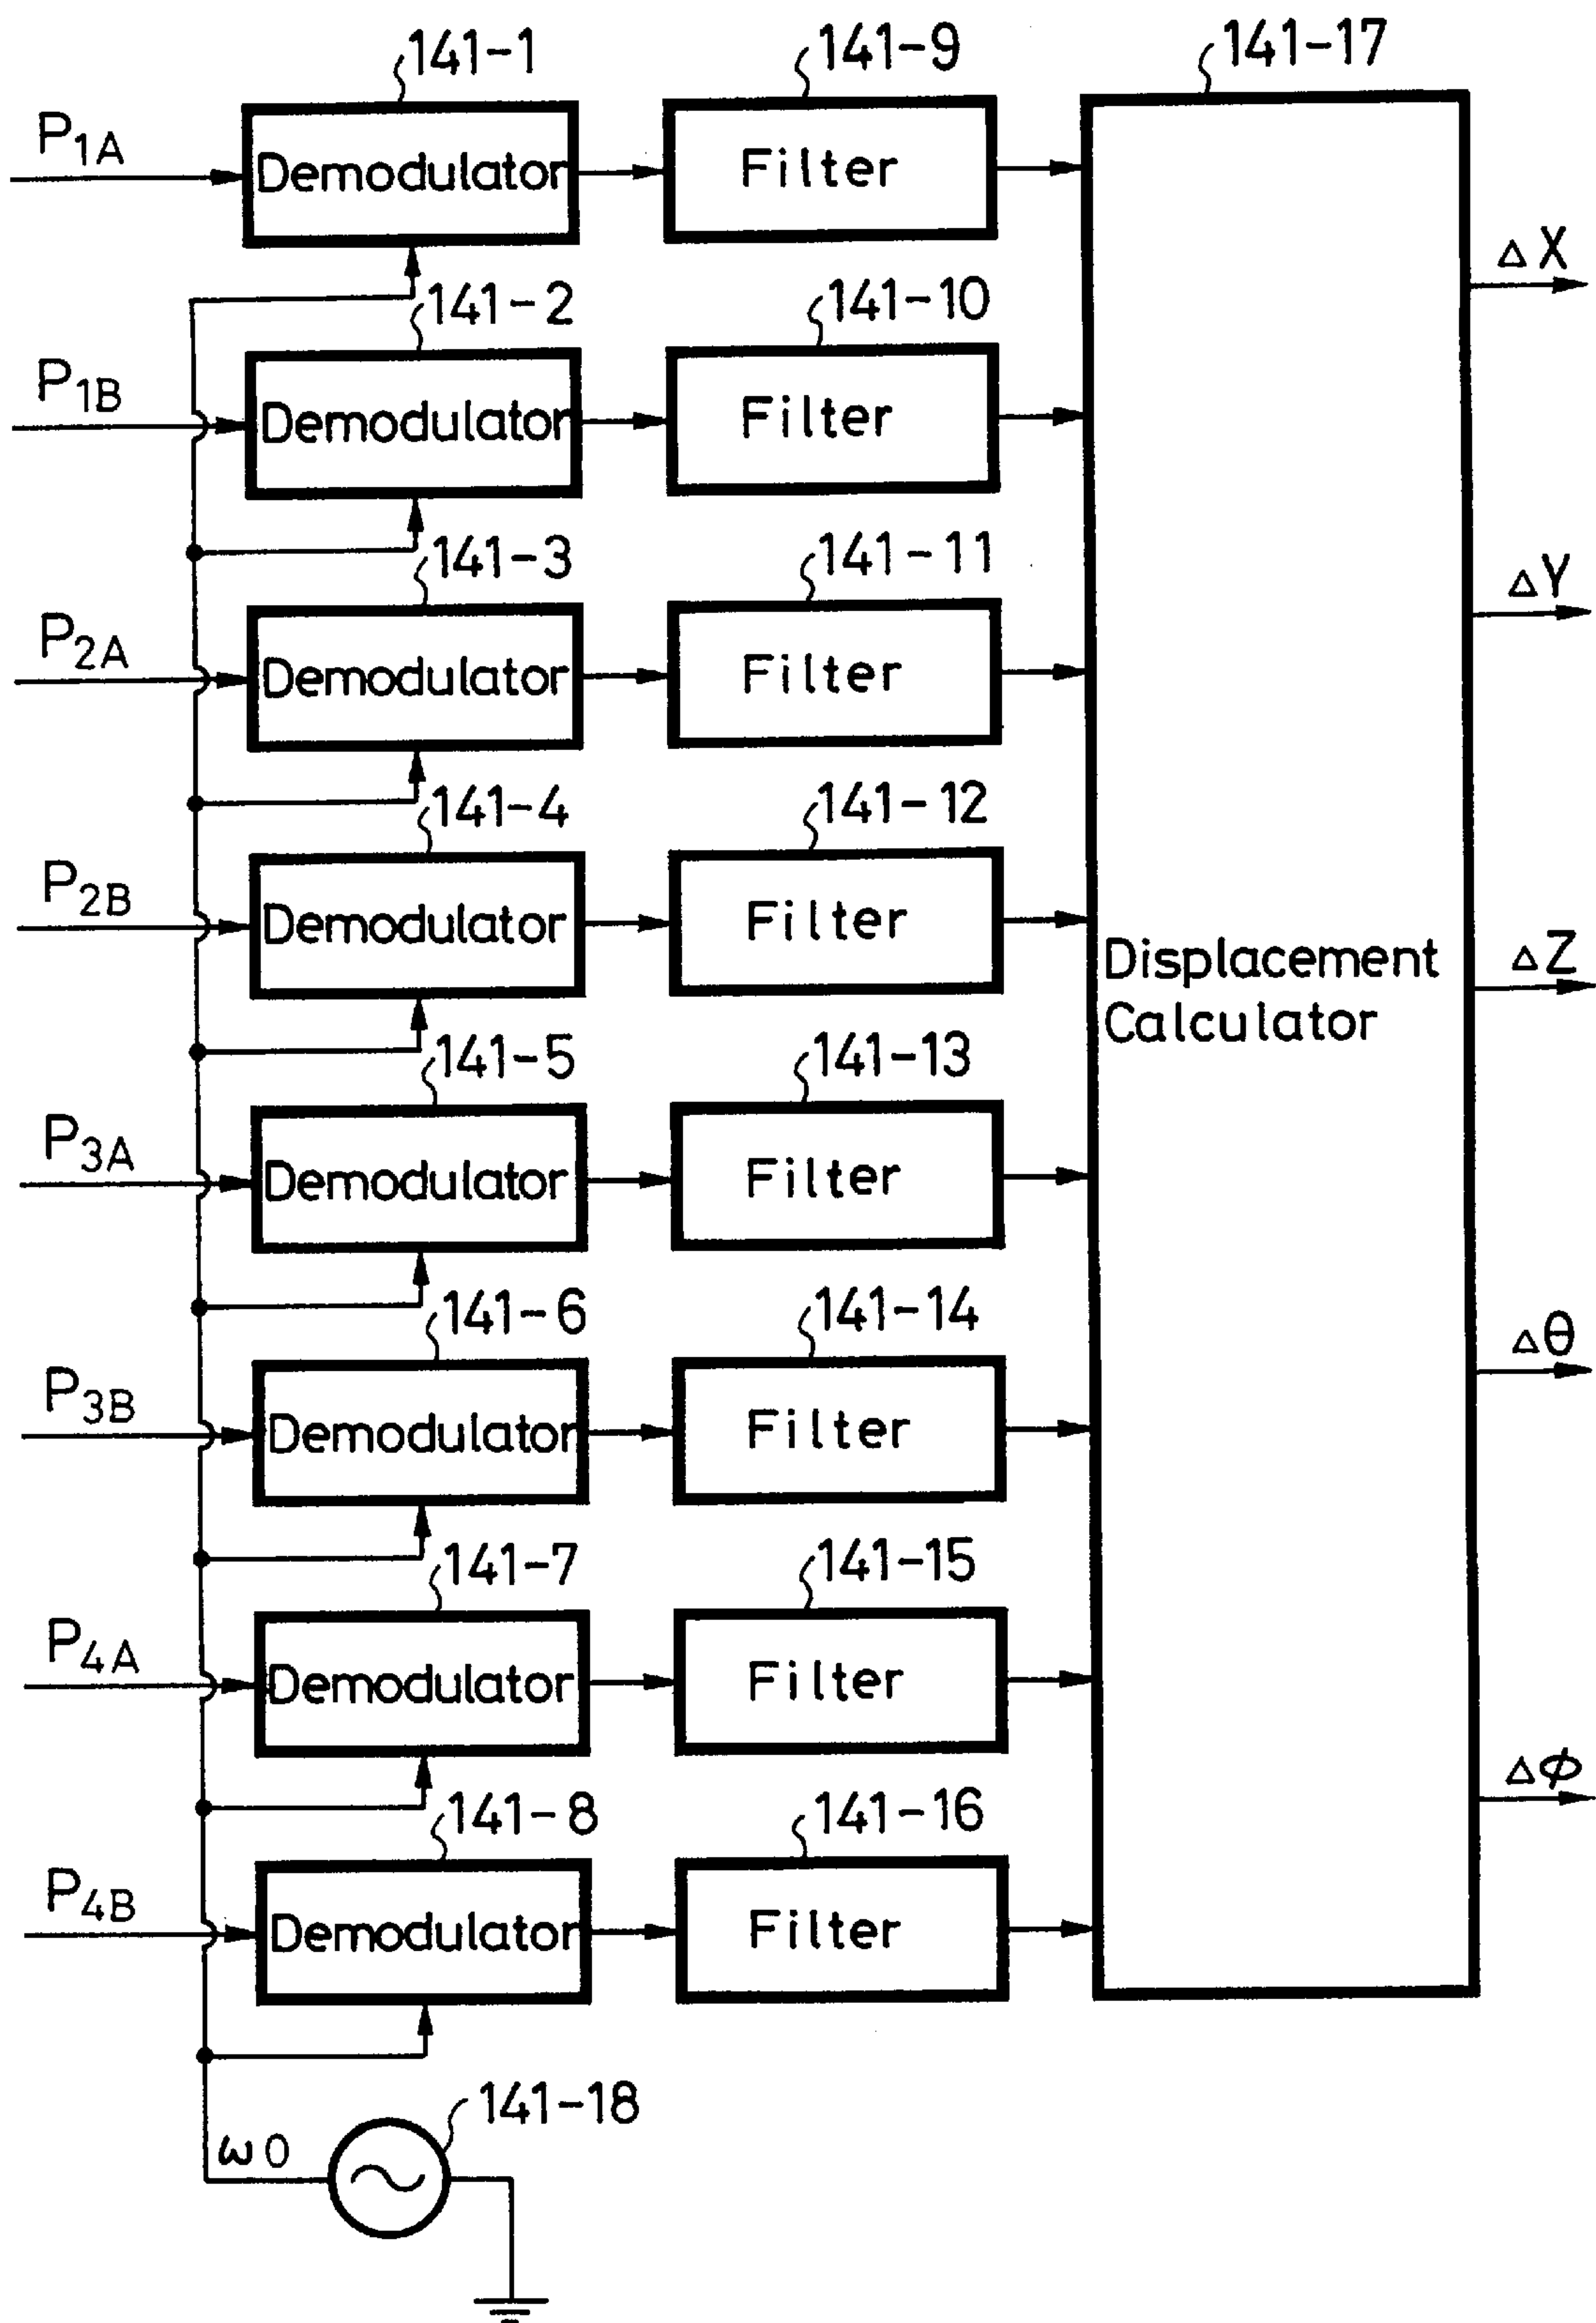 141-1
141-9
141-17
P1A
Demodulator
Filter
ΔX
141-2
141-10
P1B
Demodulator
Filter
141-3
141-11
ΔY
P2A
Demodulator
Filter
141-4
141-12
P2B
Demodulator
Filter
Displacement
Calculator
ΔZ
141-5
141-13
P3A
Demodulator
Filter
141-6
141-14
Δθ
P3B
Demodulator
Filter
141-7
141-15
P4A
Demodulator
Filter
Δϕ
141-8
141-16
P4B
Demodulator
Filter
141-18
ω0